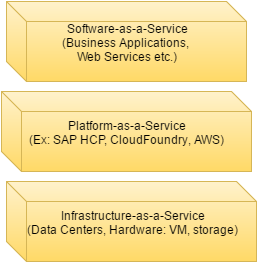 Software-as-a-Service
(Business Applications,
Web Services etc.)
Platform-as-a-Service
(Ex: SAP HCP, CloudFoundry, AWS)
Infrastructure-as-a-Service
(Data Centers, Hardware: VM, storage)